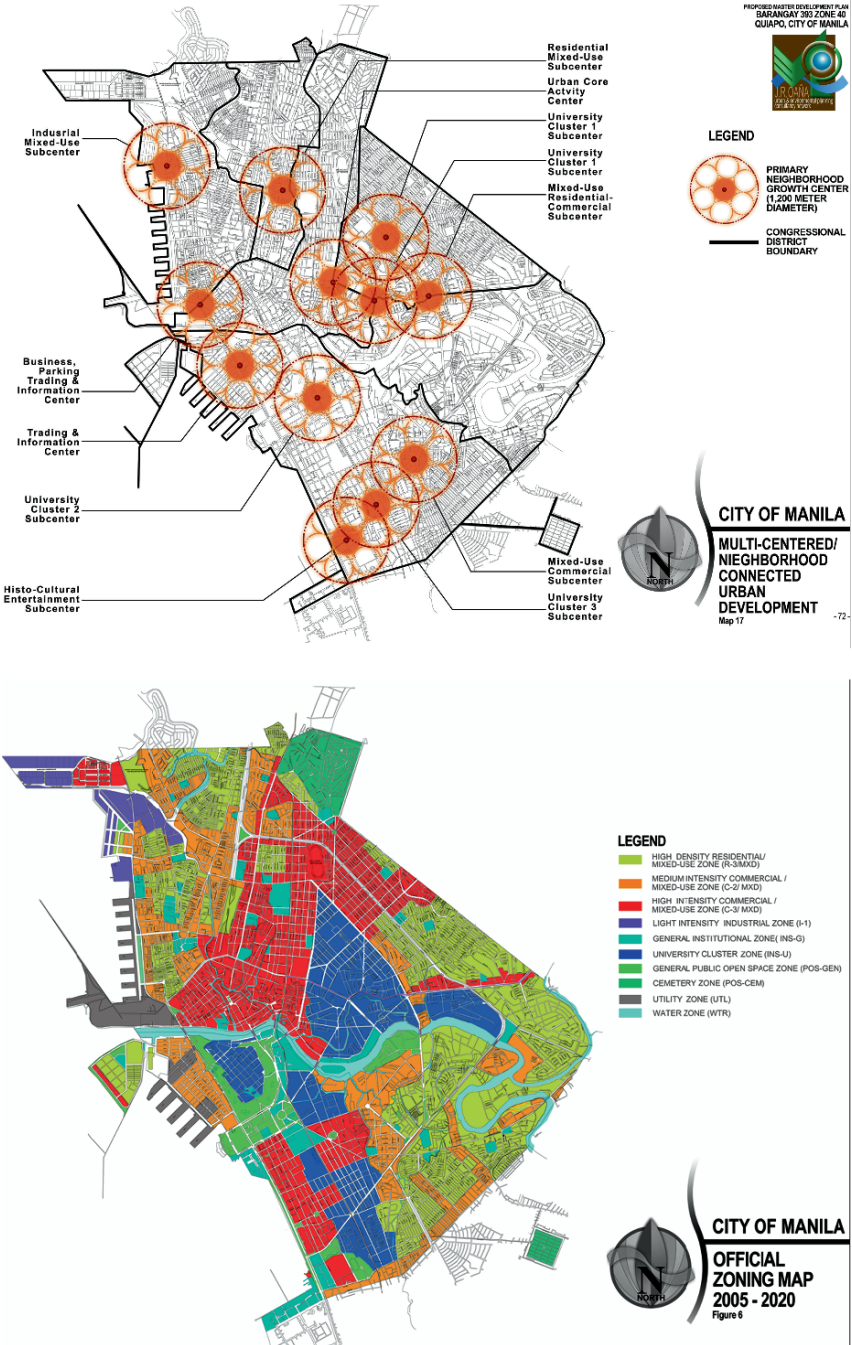 PROPOSED MASTER DEVELOPMENT PLAN
BARANGAY 393 ZONE 40
QUIAPO, CITY OF MANILA
J.R. OAÑA
urban & environmental planning
consultancy network
Residential
Mixed-Use
Subcenter
Urban Core
Actvity
Center
University
Cluster 1
Subcenter
University
Cluster 1
Subcenter
Mixed-Use
Residential-
Commercial
Subcenter
Indusrial
Mixed-Use
Subcenter
Business,
Parking
Trading &
Information
Center
Trading &
Information
Center
University
Cluster 2
Subcenter
Histo-Cultural
Entertainment
Subcenter
Mixed-Use
Commercial
Subcenter
University
Cluster 3
Subcenter
LEGEND
PRIMARY
NEIGHBORHOOD
GROWTH CENTER
(1,200 METER
DIAMETER)
CONGRESSIONAL
DISTRICT
BOUNDARY
N
NORTH
CITY OF MANILA
MULTI-CENTERED/
NIEGHBORHOOD
CONNECTED
URBAN
DEVELOPMENT
Map 17
-72-
LEGEND
HIGH DENSITY RESIDENTIAL/
MIXED-USE ZONE (R-3/MXD)
MEDIUM INTENSITY COMMERCIAL /
MIXED-USE ZONE (C-2/ MXD)
HIGH INTENSITY COMMERCIAL /
MIXED-USE ZONE (C-3/ MXD)
LIGHT INTENSITY INDUSTRIAL ZONE (I-1)
GENERAL INSTITUTIONAL ZONE( INS-G)
UNIVERSITY CLUSTER ZONE (INS-U)
GENERAL PUBLIC OPEN SPACE ZONE (POS-GEN)
CEMETERY ZONE (POS-CEM)
UTILITY ZONE (UTL)
WATER ZONE (WTR)
N
NORTH
CITY OF MANILA
OFFICIAL
ZONING MAP
2005 - 2020
Figure 6